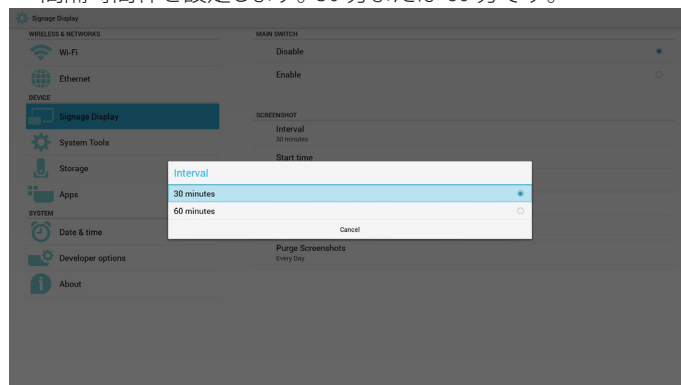 間隔時間枠を設定します。30 分または 60 分です。
Signage Display
WIRELESS & NETWORKS
Wi-Fi
Ethernet
DEVICE
Signage Display
System Tools
Storage
Apps
SYSTEM
Date & time
Developer options
About
MAIN SWITCH
Disable
Enable
SCREENSHOT
Interval
30 minutes
Start time
Interval
30 minutes
60 minutes
Cancel
Purge Screenshots
Every Day